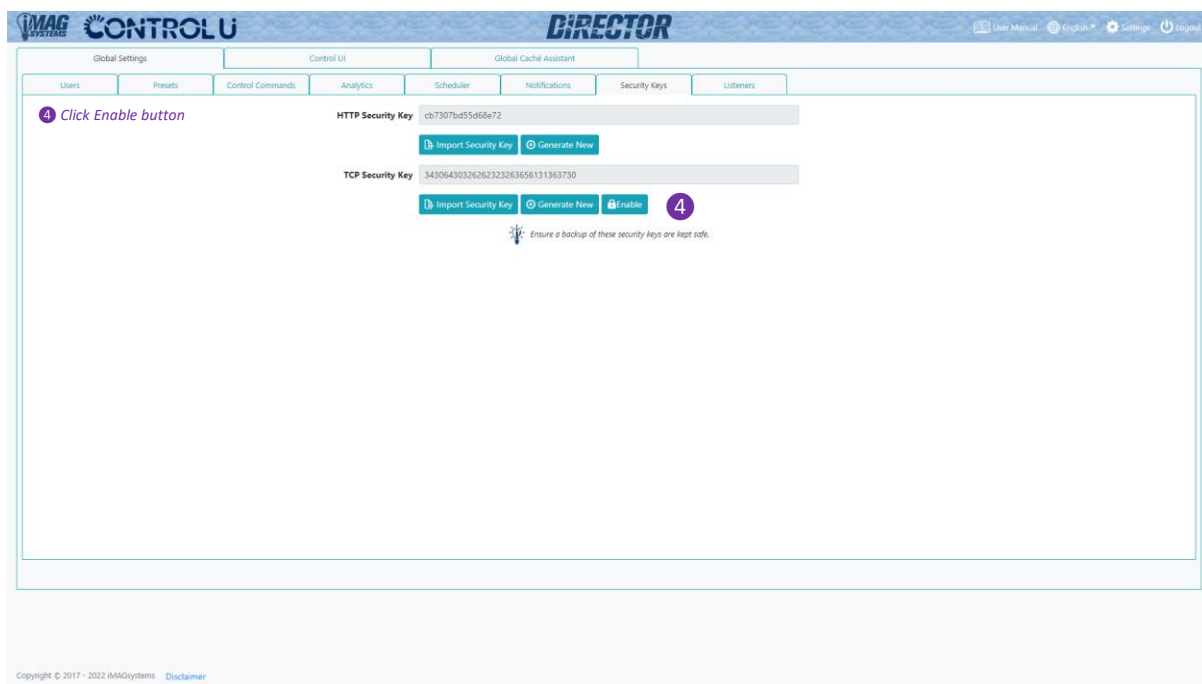 iMAG SYSTEMS CONTROLU DiRECTOR User Manual English Settings Logout
Global Settings Control UI Global Caché Assistant
Users Presets Control Commands Analytics Scheduler Notifications Security Keys Listeners
4 Click Enable button
HTTP Security Key cb7307bd55d68e72
Import Security Key Generate New
TCP Security Key 34306430326262323263656131363730
Import Security Key Generate New Enable 4
Ensure a backup of these security keys are kept safe.
Copyright © 2017 - 2022 iMAGsystems Disclaimer